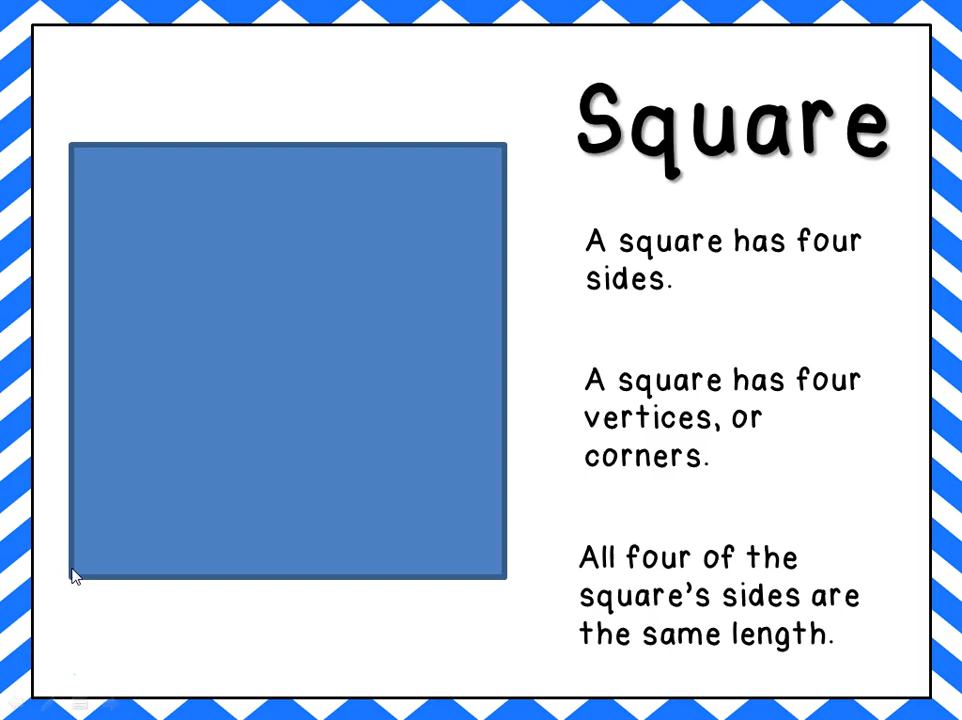 Square
A square has four
sides.
A square has four
vertices, or
corners.
All four of the
square's sides are
the same length.